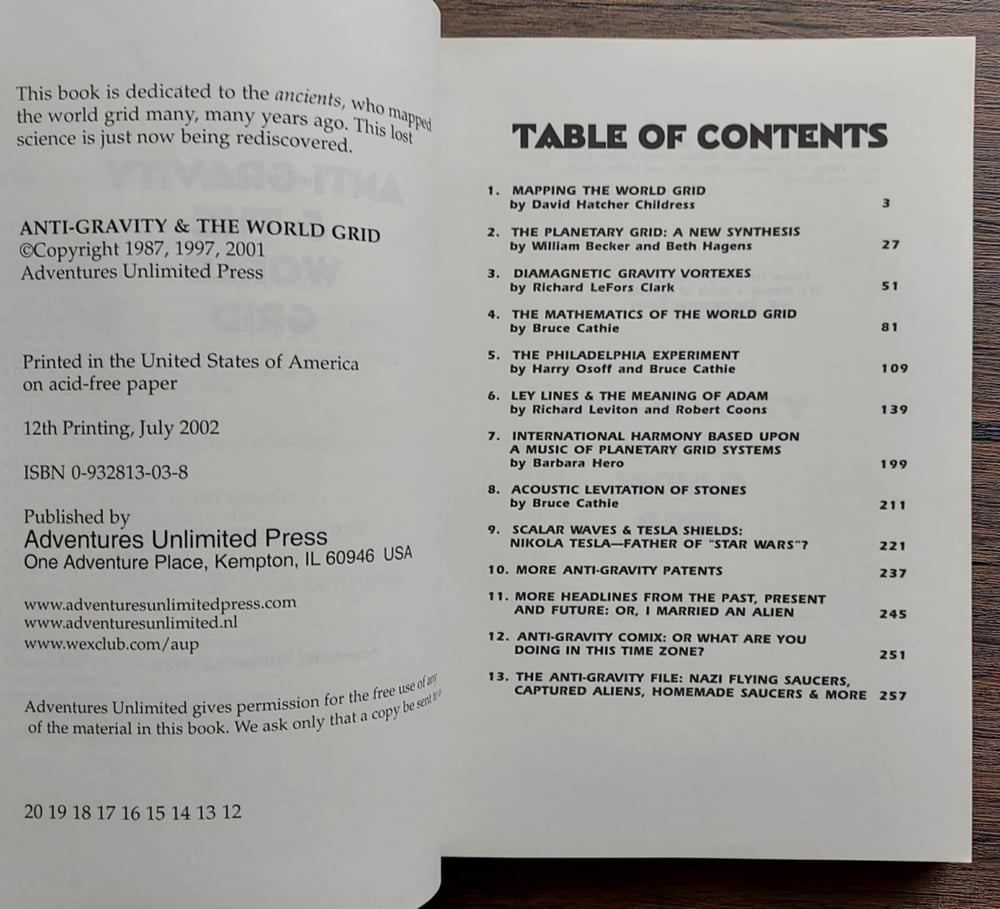 This book is dedicated to the ancients, who mapped
the world grid many, many years ago. This lost
science is just now being rediscovered.
ANTI-GRAVITY & THE WORLD GRID
©Copyright 1987, 1997, 2001
Adventures Unlimited Press
Printed in the United States of America
on acid-free paper
12th Printing, July 2002
ISBN 0-932813-03-8
Published by
Adventures Unlimited Press
One Adventure Place, Kempton, IL 60946 USA
www.adventuresunlimitedpress.com
www.adventuresunlimited.nl
www.wexclub.com/aup
Adventures Unlimited gives permission for the free use of any
of the material in this book. We ask only that a copy be sent to
20 19 18 17 16 15 14 13 12
TABLE OF CONTENTS
1. MAPPING THE WORLD GRID
by David Hatcher Childress 3
2. THE PLANETARY GRID: A NEW SYNTHESIS
by William Becker and Beth Hagens 27
3. DIAMAGNETIC GRAVITY VORTEXES
by Richard LeFors Clark 51
4. THE MATHEMATICS OF THE WORLD GRID
by Bruce Cathie 81
5. THE PHILADELPHIA EXPERIMENT
by Harry Osoff and Bruce Cathie 109
6. LEY LINES & THE MEANING OF ADAM
by Richard Leviton and Robert Coons 139
7. INTERNATIONAL HARMONY BASED UPON
A MUSIC OF PLANETARY GRID SYSTEMS
by Barbara Hero 199
8. ACOUSTIC LEVITATION OF STONES
by Bruce Cathie 211
9. SCALAR WAVES & TESLA SHIELDS:
NIKOLA TESLA—FATHER OF "STAR WARS"? 221
10. MORE ANTI-GRAVITY PATENTS 237
11. MORE HEADLINES FROM THE PAST, PRESENT
AND FUTURE: OR, I MARRIED AN ALIEN 245
12. ANTI-GRAVITY COMIX: OR WHAT ARE YOU
DOING IN THIS TIME ZONE? 251
13. THE ANTI-GRAVITY FILE: NAZI FLYING SAUCERS,
CAPTURED ALIENS, HOMEMADE SAUCERS & MORE 257